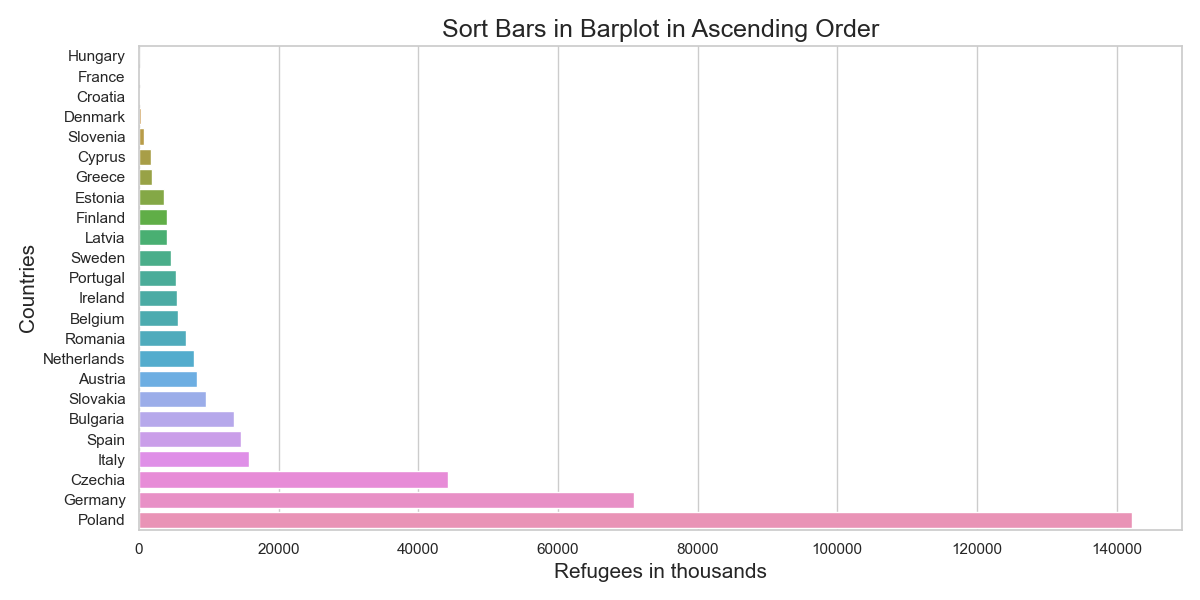 Sort Bars in Barplot in Ascending Order
Countries
Hungary
France
Croatia
Denmark
Slovenia
Cyprus
Greece
Estonia
Finland
Latvia
Sweden
Portugal
Ireland
Belgium
Romania
Netherlands
Austria
Slovakia
Bulgaria
Spain
Italy
Czechia
Germany
Poland
0 20000 40000 60000 80000 100000 120000 140000
Refugees in thousands